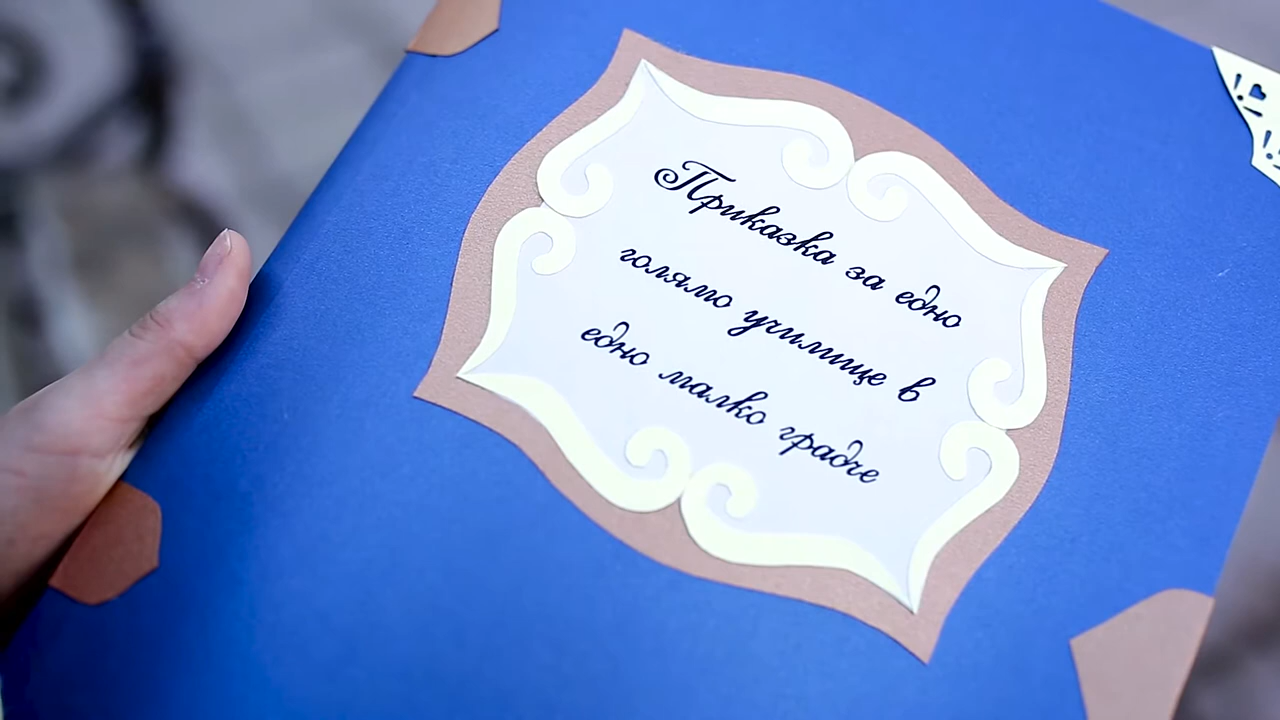 Приказка за едно
голямо училище в
едно малко градче